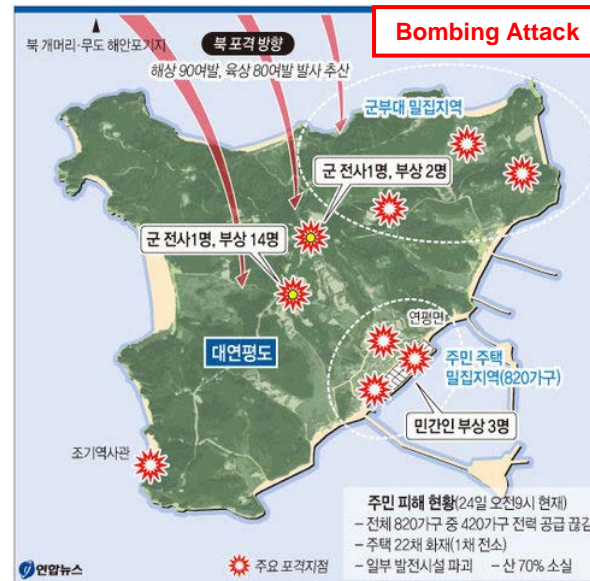 Bombing Attack
북 개머리·무도 해안포기지
북 포격 방향
해상 90여발, 육상 80여발 발사 추산
군부대 밀집지역
군 전사1명, 부상 2명
군 전사1명, 부상 14명
연평면
대연평도
주민 주택
밀집지역(820가구)
민간인 부상 3명
조기역사관
주민 피해 현황(24일 오전9시 현재)
– 전체 820가구 중 420가구 전력 공급 끊김
– 주택 22채 화재(1채 전소)
– 일부 발전시설 파괴 – 산 70% 소실
주요 포격지점
연합뉴스